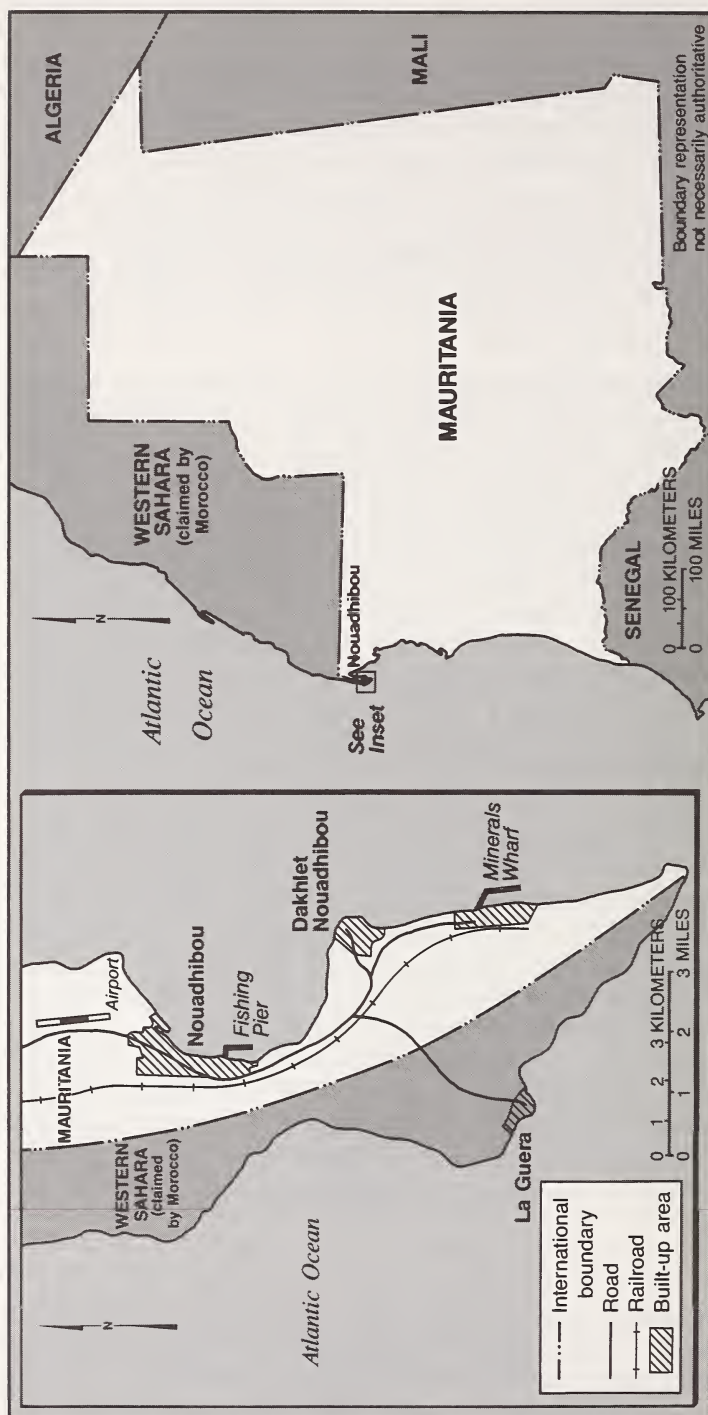 MAURITANIA
Airport
Nouadhibou
Fishing
Pier
WESTERN
SAHARA
(claimed
by Morocco)
N
Dakhlet
Nouadhibou
Minerals
Wharf
Atlantic Ocean
La Guera
International
boundary
Road
Railroad
Built-up area
0 1 2 3 KILOMETERS
0 1 2 3 MILES
ALGERIA
MALI
WESTERN
SAHARA
(claimed by
Morocco)
N
Atlantic
Ocean
Nouadhibou
See
Inset
MAURITANIA
SENEGAL
0 100 KILOMETERS
0 100 MILES
Boundary representation
not necessarily authoritative